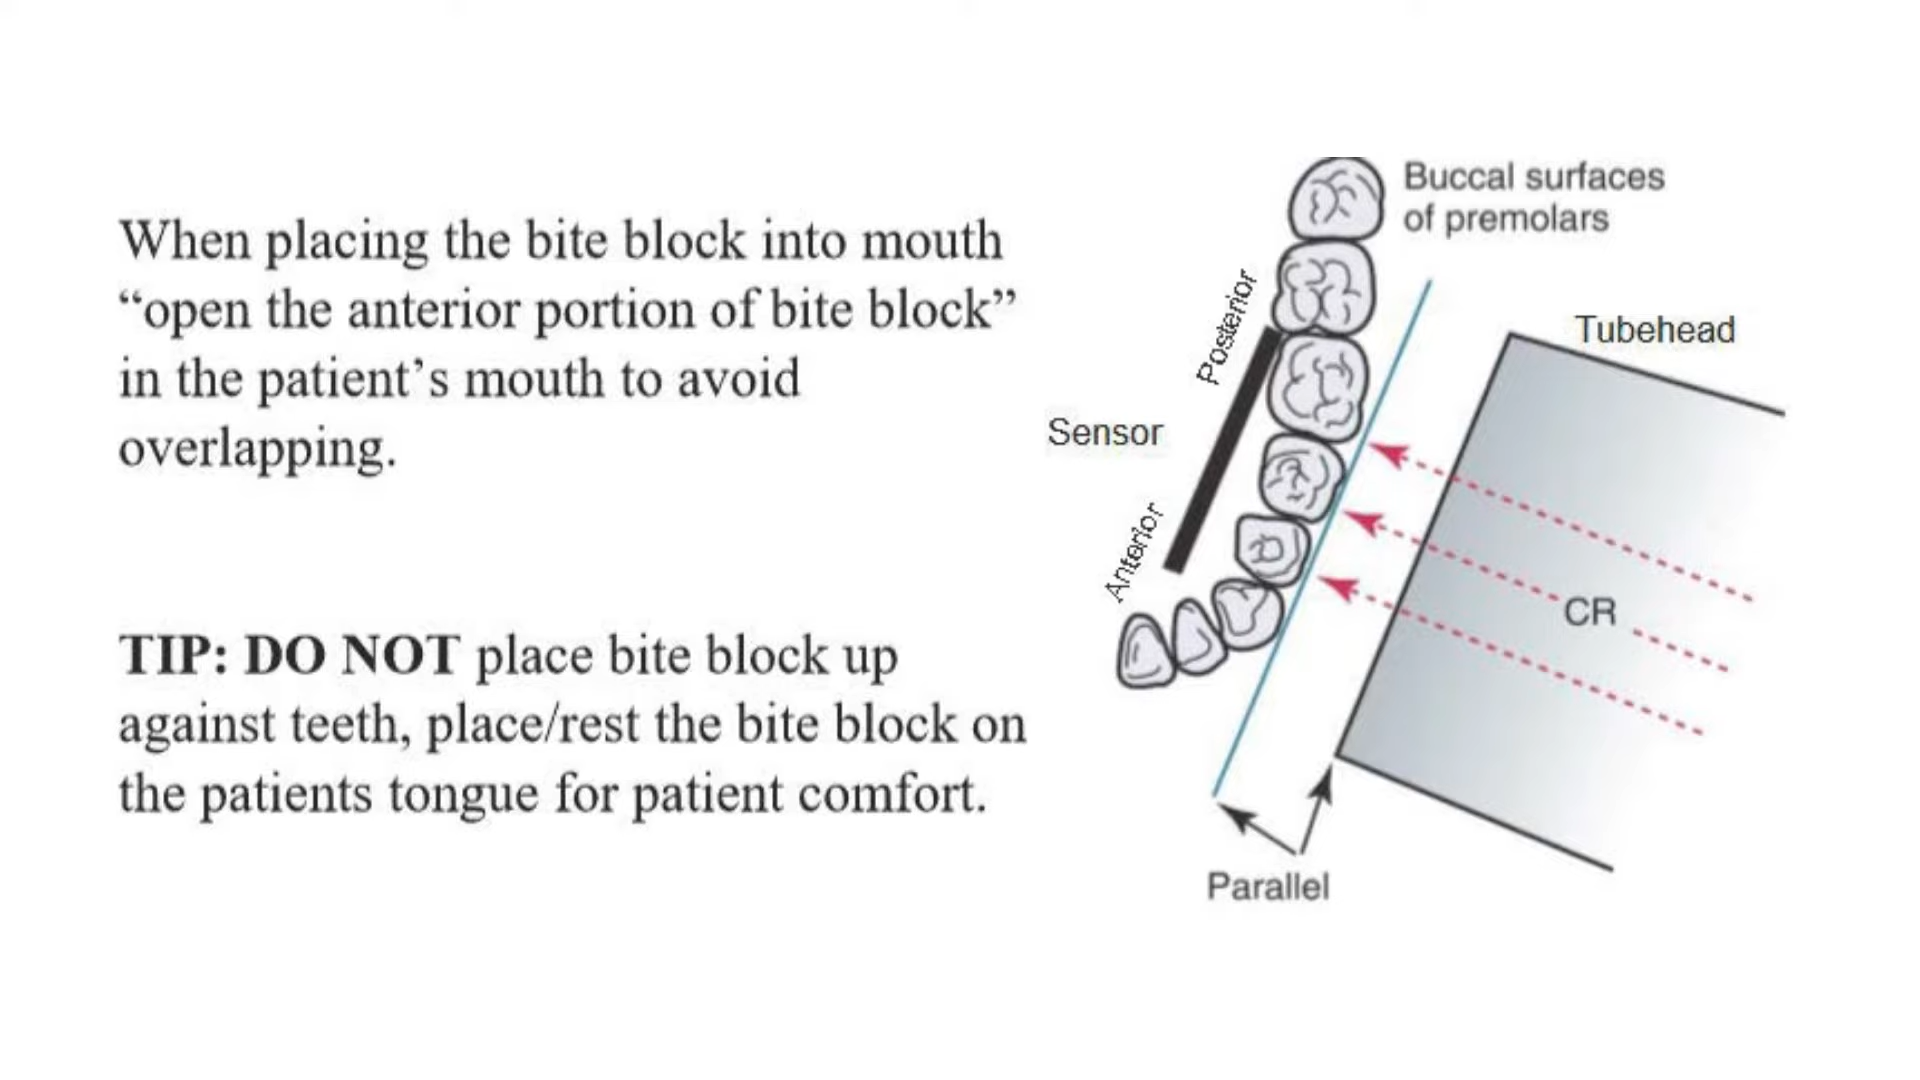 When placing the bite block into mouth
“open the anterior portion of bite block”
in the patient’s mouth to avoid
overlapping.
TIP: DO NOT place bite block up
against teeth, place/rest the bite block on
the patients tongue for patient comfort.
Buccal surfaces
of premolars
Posterior
Tubehead
Sensor
Anterior
CR
Parallel